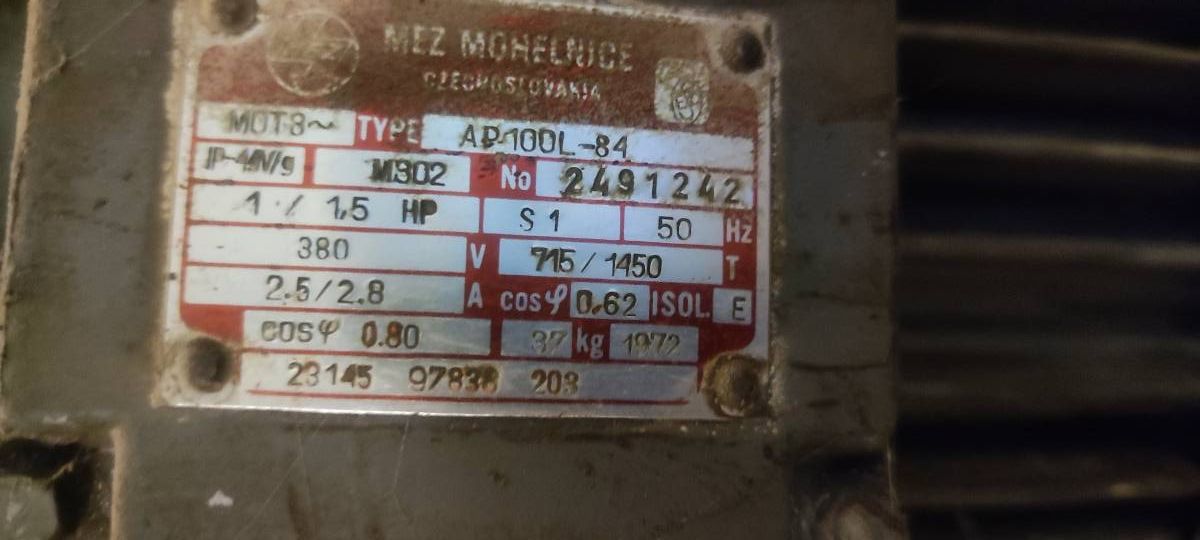 MEZ MOHELNICE
CZECHOSLOVAKIA
MOT 3~ TYPE AP 100L-84
M302 No 2491242
1 / 1,5 HP S 1 50 Hz
380 V 715/1450 T
2.5/2.8 A cosφ 0.62 ISOL. E
cosφ 0.80 37 kg 1972
23145 97838 203